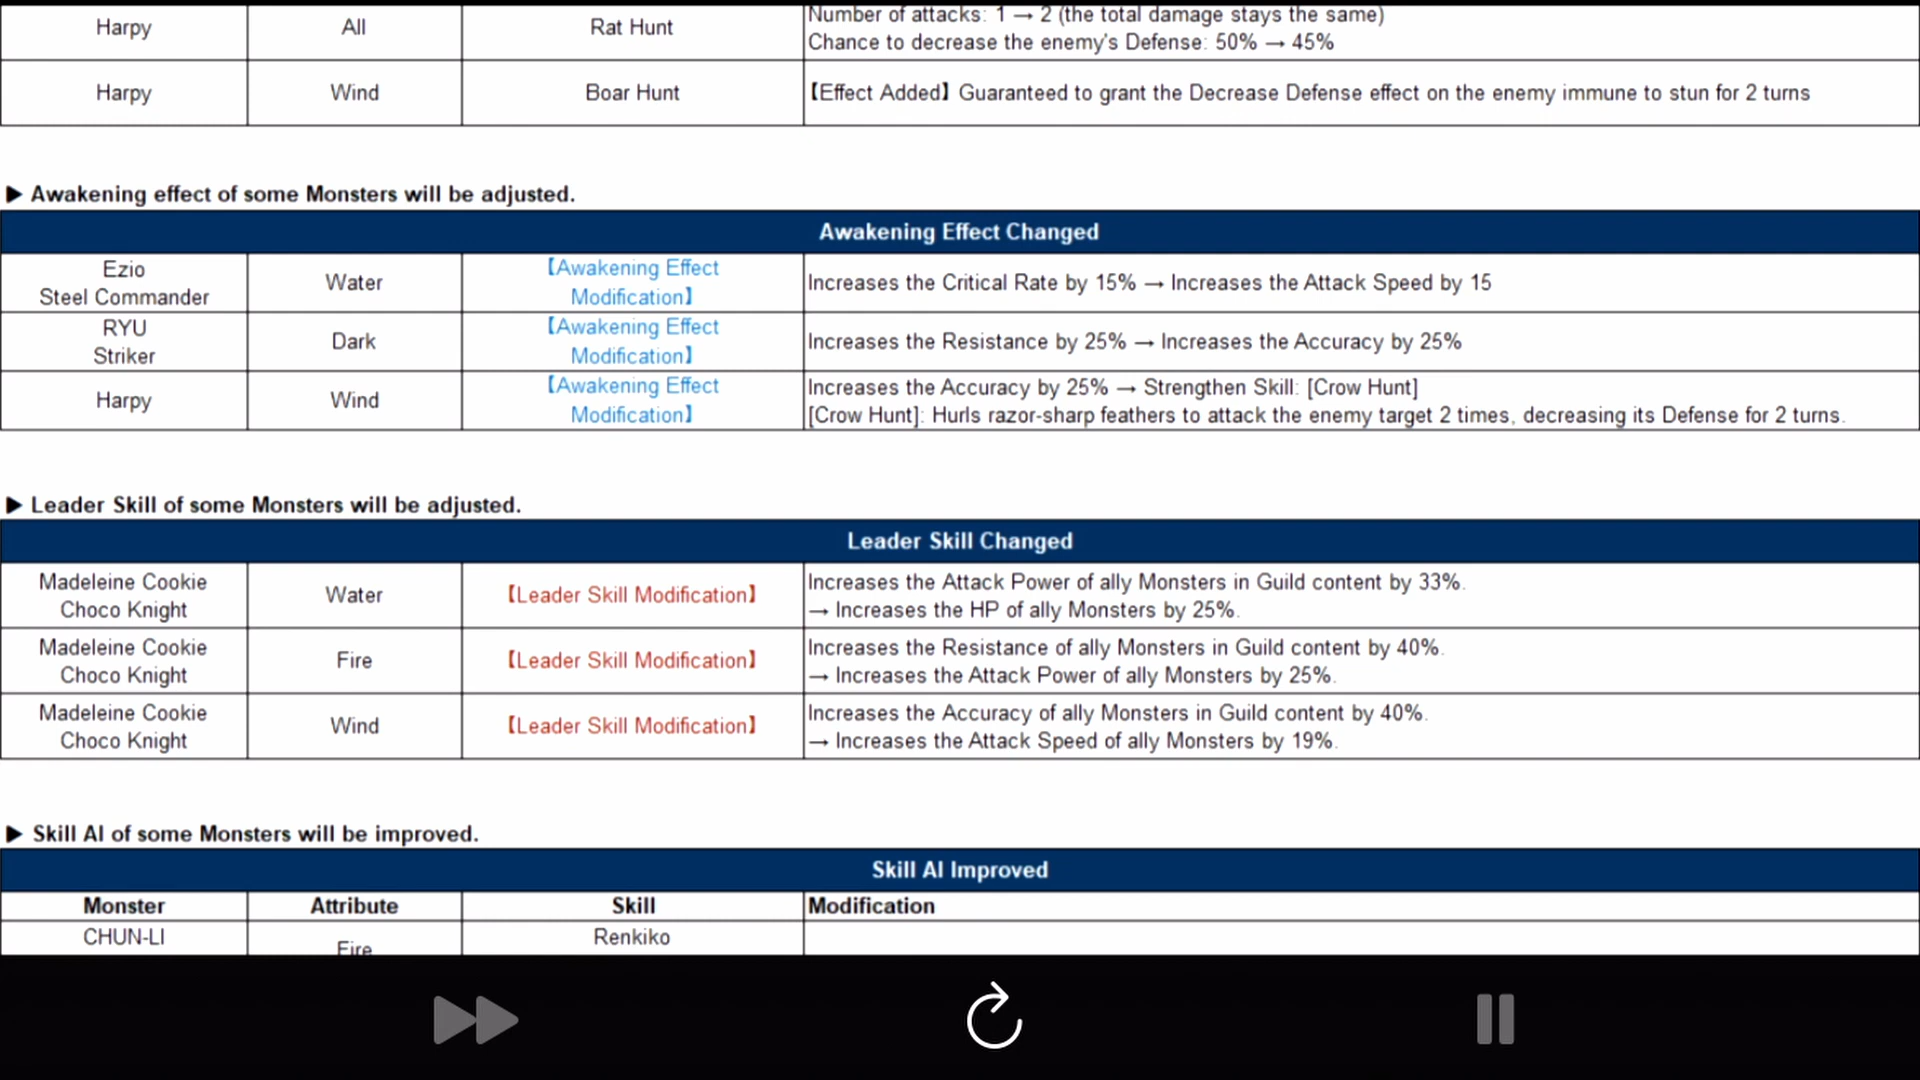 Harpy All Rat Hunt Number of attacks: 1 → 2 (the total damage stays the same)
Chance to decrease the enemy's Defense: 50% → 45%
Harpy Wind Boar Hunt 【Effect Added】 Guaranteed to grant the Decrease Defense effect on the enemy immune to stun for 2 turns
▶ Awakening effect of some Monsters will be adjusted.
Awakening Effect Changed
Ezio
Steel Commander
Water
【Awakening Effect
Modification】
Increases the Critical Rate by 15% → Increases the Attack Speed by 15
RYU
Striker
Dark
【Awakening Effect
Modification】
Increases the Resistance by 25% → Increases the Accuracy by 25%
Harpy
Wind
【Awakening Effect
Modification】
Increases the Accuracy by 25% → Strengthen Skill: [Crow Hunt]
[Crow Hunt]: Hurls razor-sharp feathers to attack the enemy target 2 times, decreasing its Defense for 2 turns.
▶ Leader Skill of some Monsters will be adjusted.
Leader Skill Changed
Madeleine Cookie
Choco Knight
Water
【Leader Skill Modification】
Increases the Attack Power of ally Monsters in Guild content by 33%.
→ Increases the HP of ally Monsters by 25%.
Madeleine Cookie
Choco Knight
Fire
【Leader Skill Modification】
Increases the Resistance of ally Monsters in Guild content by 40%.
→ Increases the Attack Power of ally Monsters by 25%.
Madeleine Cookie
Choco Knight
Wind
【Leader Skill Modification】
Increases the Accuracy of ally Monsters in Guild content by 40%.
→ Increases the Attack Speed of ally Monsters by 19%.
▶ Skill AI of some Monsters will be improved.
Skill AI Improved
Monster Attribute Skill Modification
CHUN-LI
Fire
Renkiko